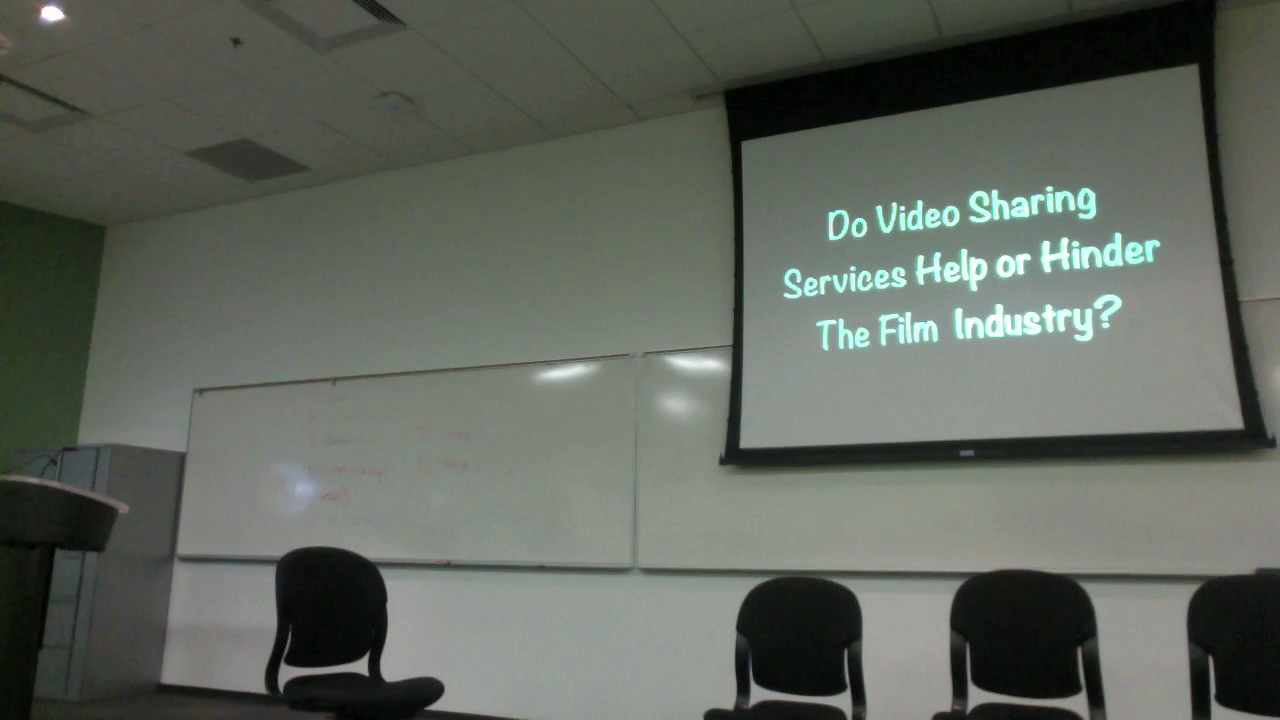 Do Video Sharing
Services Help or Hinder
The Film Industry?